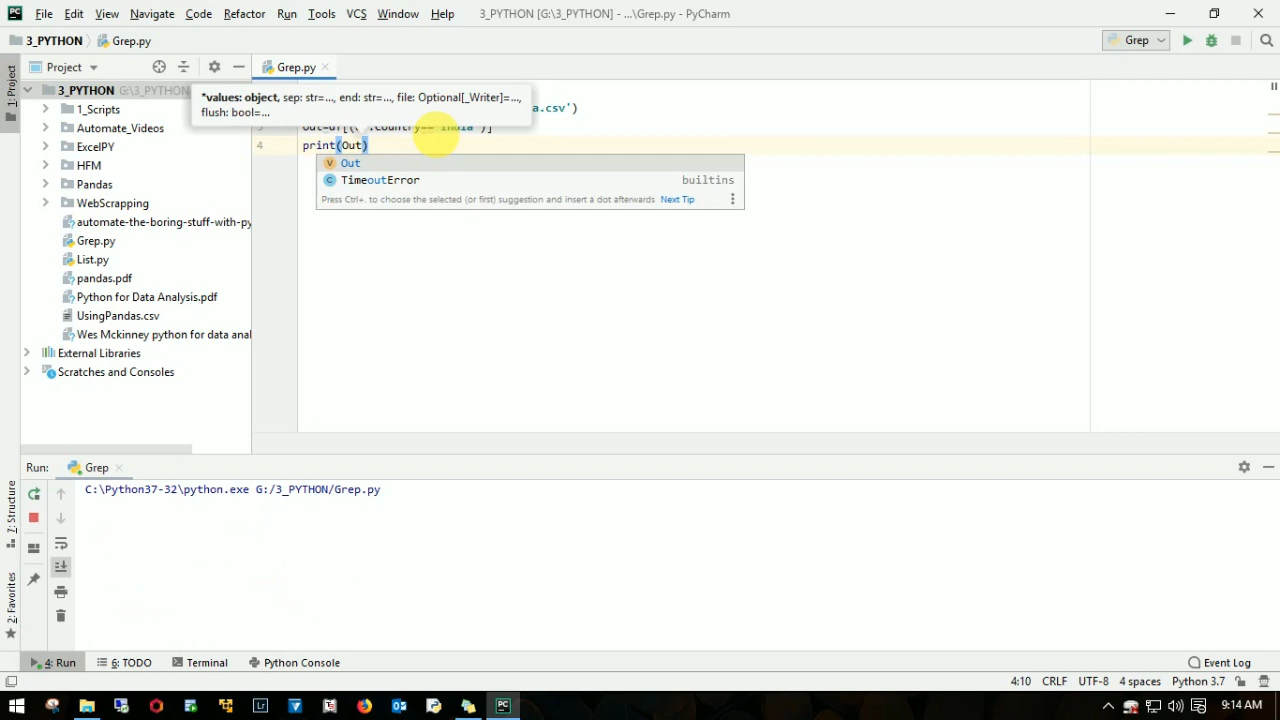 File Edit View Navigate Code Refactor Run Tools VCS Window Help 3_PYTHON [G:\3_PYTHON] - ...\Grep.py - PyCharm
3_PYTHON Grep.py Grep
1: Project
Project Grep.py
3_PYTHON [G:\3_PYTHON
*values: object, sep: str=..., end: str=..., file: Optional[_Writer]=...,
flush: bool=...
1_Scripts
a.csv')
Automate_Videos
.Country=='India')]
ExcelPY
4 print(Out)
HFM
Out
TimeoutError builtins
Press Ctrl+. to choose the selected (or first) suggestion and insert a dot afterwards Next Tip
Pandas
WebScrapping
automate-the-boring-stuff-with-py
Grep.py
List.py
pandas.pdf
Python for Data Analysis.pdf
UsingPandas.csv
Wes Mckinney python for data anal
External Libraries
Scratches and Consoles
Run: Grep
C:\Python37-32\python.exe G:/3_PYTHON/Grep.py
Z: Structure
2: Favorites
4: Run 6: TODO Terminal Python Console Event Log
4:10 CRLF UTF-8 4 spaces Python 3.7
9:14 AM